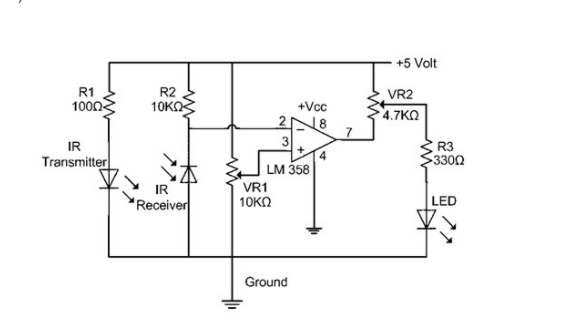 +5 Volt
R1
100Ω
R2
10KΩ
+Vcc
VR2
4.7KΩ
2
8
7
3
4
LM 358
R3
330Ω
IR
Transmitter
IR
Receiver
VR1
10KΩ
LED
Ground